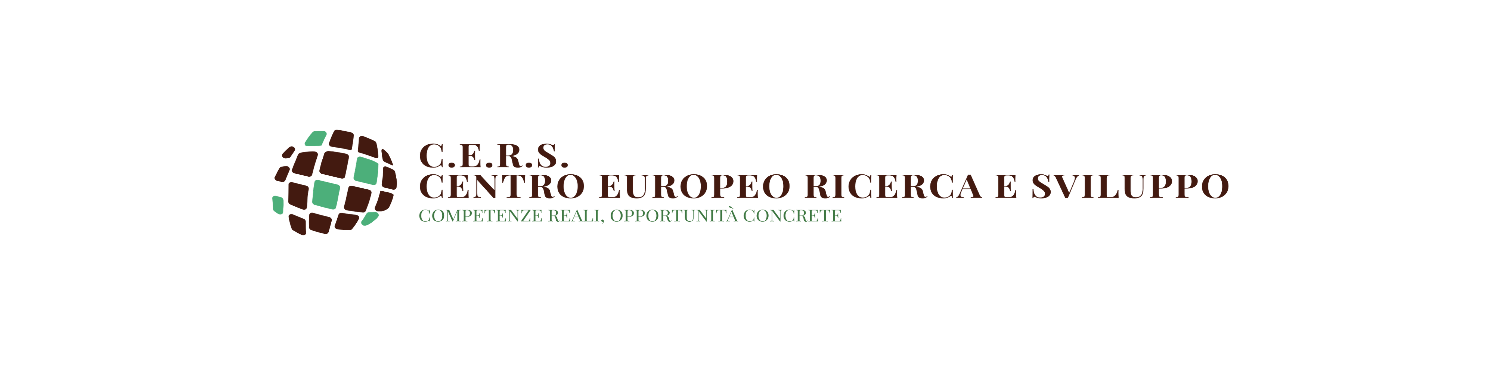 C.E.R.S.
CENTRO EUROPEO RICERCA E SVILUPPO
COMPETENZE REALI, OPPORTUNITÀ CONCRETE